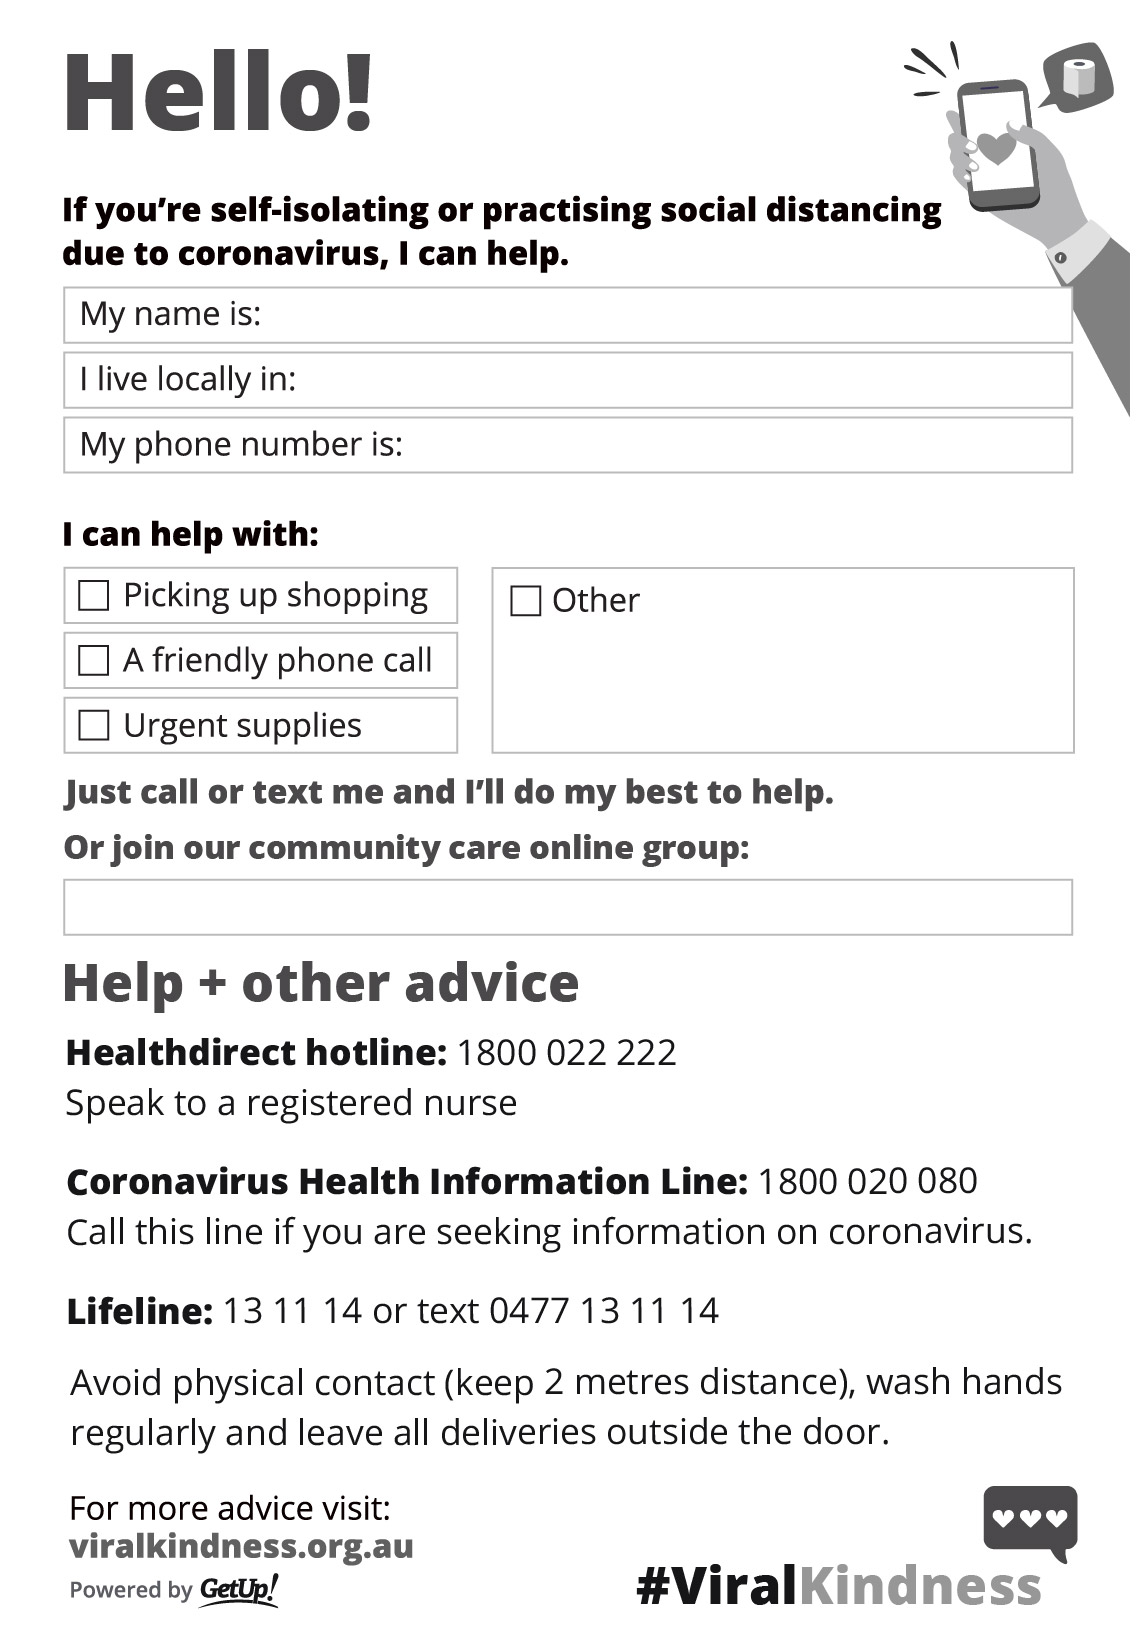 Hello!
If you’re self-isolating or practising social distancing
due to coronavirus, I can help.
My name is:
I live locally in:
My phone number is:
I can help with:
Picking up shopping
A friendly phone call
Urgent supplies
Other
Just call or text me and I’ll do my best to help.
Or join our community care online group:
Help + other advice
Healthdirect hotline: 1800 022 222
Speak to a registered nurse
Coronavirus Health Information Line: 1800 020 080
Call this line if you are seeking information on coronavirus.
Lifeline: 13 11 14 or text 0477 13 11 14
Avoid physical contact (keep 2 metres distance), wash hands
regularly and leave all deliveries outside the door.
For more advice visit:
viralkindness.org.au
Powered by GetUp!
#ViralKindness